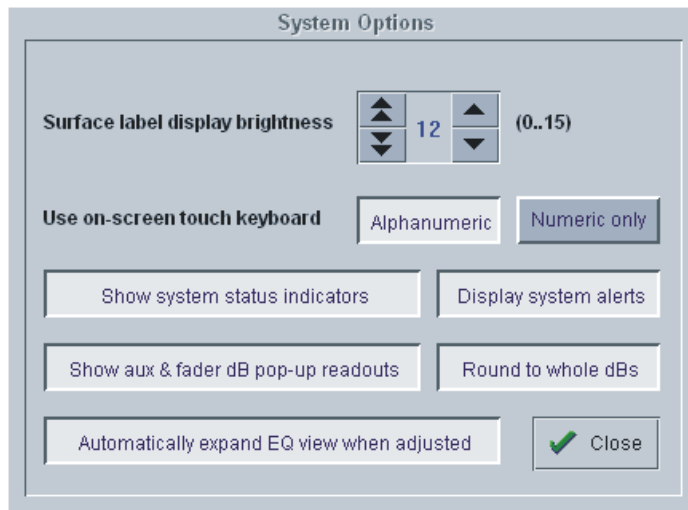 System Options
Surface label display brightness 12 (0..15)
Use on-screen touch keyboard Alphanumeric Numeric only
Show system status indicators Display system alerts
Show aux & fader dB pop-up readouts Round to whole dBs
Automatically expand EQ view when adjusted Close